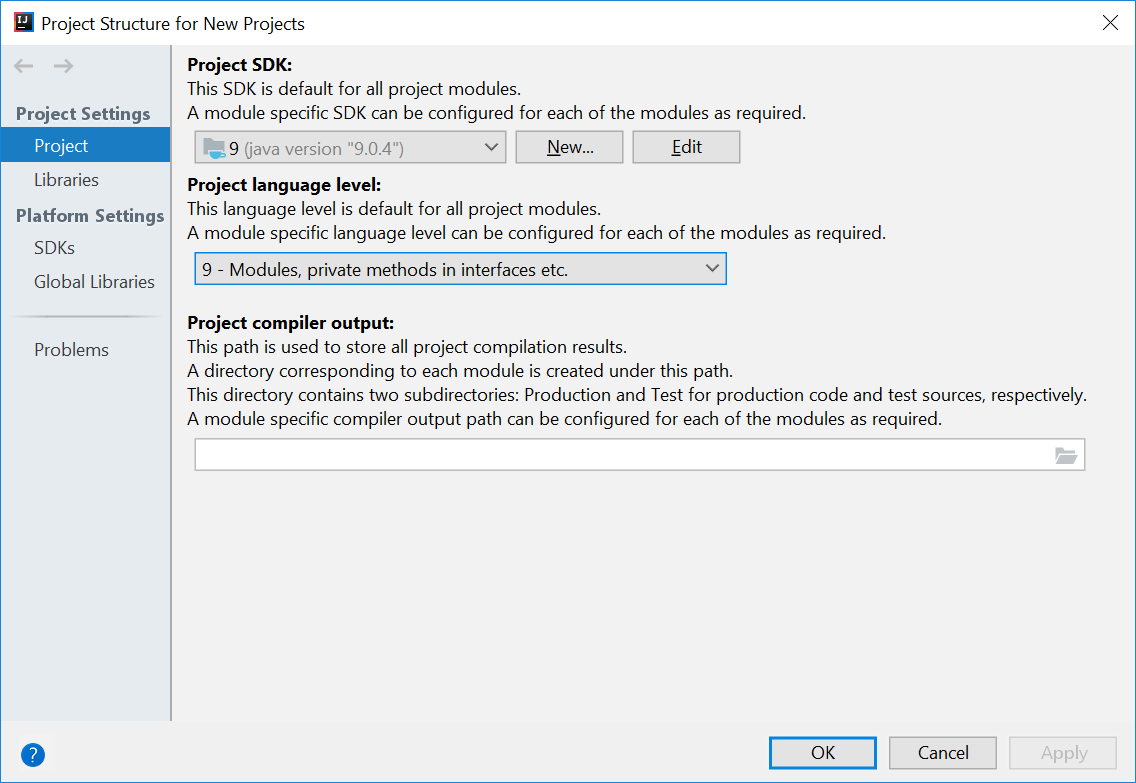 IJ
Project Structure for New Projects
Project Settings
Project
Libraries
Platform Settings
SDKs
Global Libraries
Problems
Project SDK:
This SDK is default for all project modules.
A module specific SDK can be configured for each of the modules as required.
9 (java version "9.0.4")
New...
Edit
Project language level:
This language level is default for all project modules.
A module specific language level can be configured for each of the modules as required.
9 - Modules, private methods in interfaces etc.
Project compiler output:
This path is used to store all project compilation results.
A directory corresponding to each module is created under this path.
This directory contains two subdirectories: Production and Test for production code and test sources, respectively.
A module specific compiler output path can be configured for each of the modules as required.
?
OK
Cancel
Apply